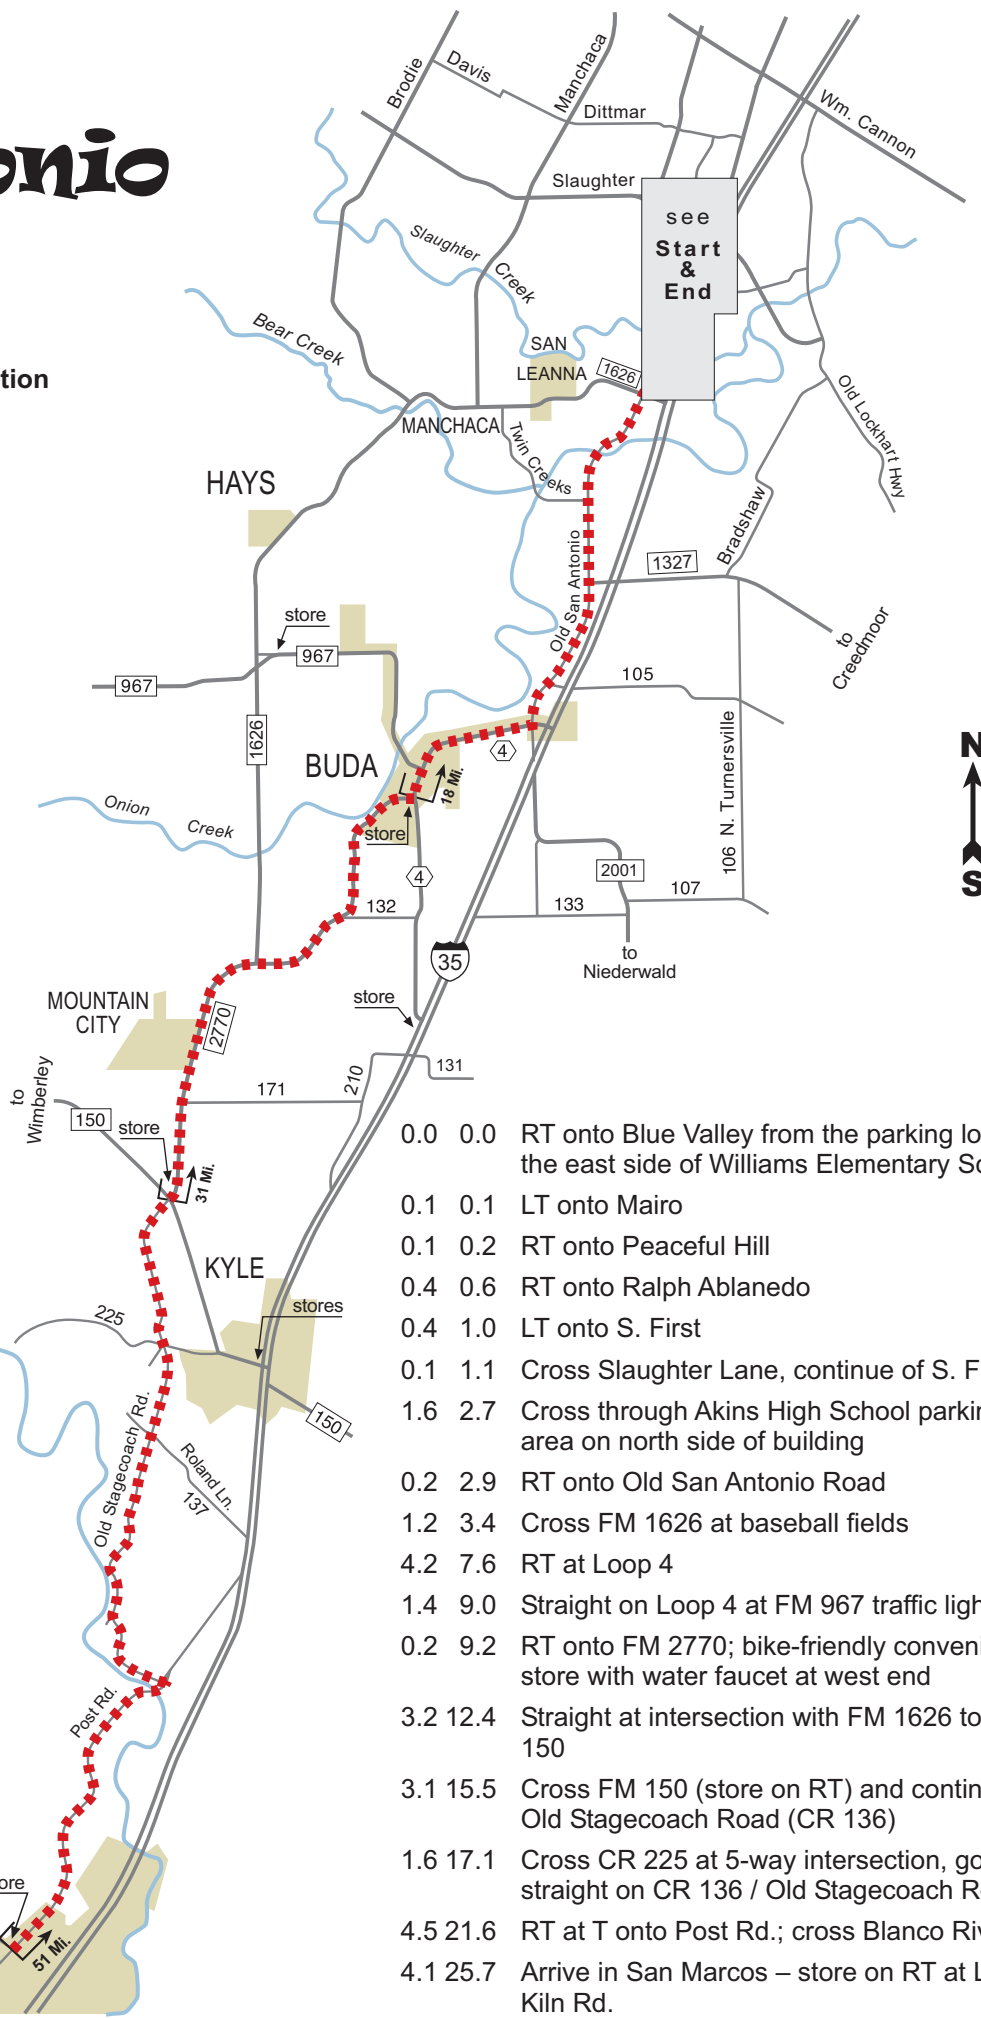 onio
tion
Brodie
Davis
Manchaca
Dittmar
Wm. Cannon
Slaughter
see
Start
&
End
Slaughter Creek
Bear Creek
SAN
LEANNA
1626
MANCHACA
Twin Creeks
Old Lockhart Hwy
HAYS
Bradshaw
Old San Antonio
1327
to
Creedmoor
store
967
967
105
1626
BUDA
4
18 Mi.
106 N. Turnersville
N
S
Onion Creek
store
4
2001
132
133
107
to
Niederwald
35
MOUNTAIN
CITY
2770
store
to
Wimberley
150
store
171
210
131
31 Mi.
KYLE
stores
225
150
Old Stagecoach Rd.
Roland Ln.
137
Post Rd.
ore
51 Mi.
0.0 0.0 RT onto Blue Valley from the parking lo
the east side of Williams Elementary Sc
0.1 0.1 LT onto Mairo
0.1 0.2 RT onto Peaceful Hill
0.4 0.6 RT onto Ralph Ablanedo
0.4 1.0 LT onto S. First
0.1 1.1 Cross Slaughter Lane, continue of S. F
1.6 2.7 Cross through Akins High School parkin
area on north side of building
0.2 2.9 RT onto Old San Antonio Road
1.2 3.4 Cross FM 1626 at baseball fields
4.2 7.6 RT at Loop 4
1.4 9.0 Straight on Loop 4 at FM 967 traffic ligh
0.2 9.2 RT onto FM 2770; bike-friendly conveni
store with water faucet at west end
3.2 12.4 Straight at intersection with FM 1626 to
150
3.1 15.5 Cross FM 150 (store on RT) and contin
Old Stagecoach Road (CR 136)
1.6 17.1 Cross CR 225 at 5-way intersection, go
straight on CR 136 / Old Stagecoach R
4.5 21.6 RT at T onto Post Rd.; cross Blanco Riv
4.1 25.7 Arrive in San Marcos – store on RT at L
Kiln Rd.